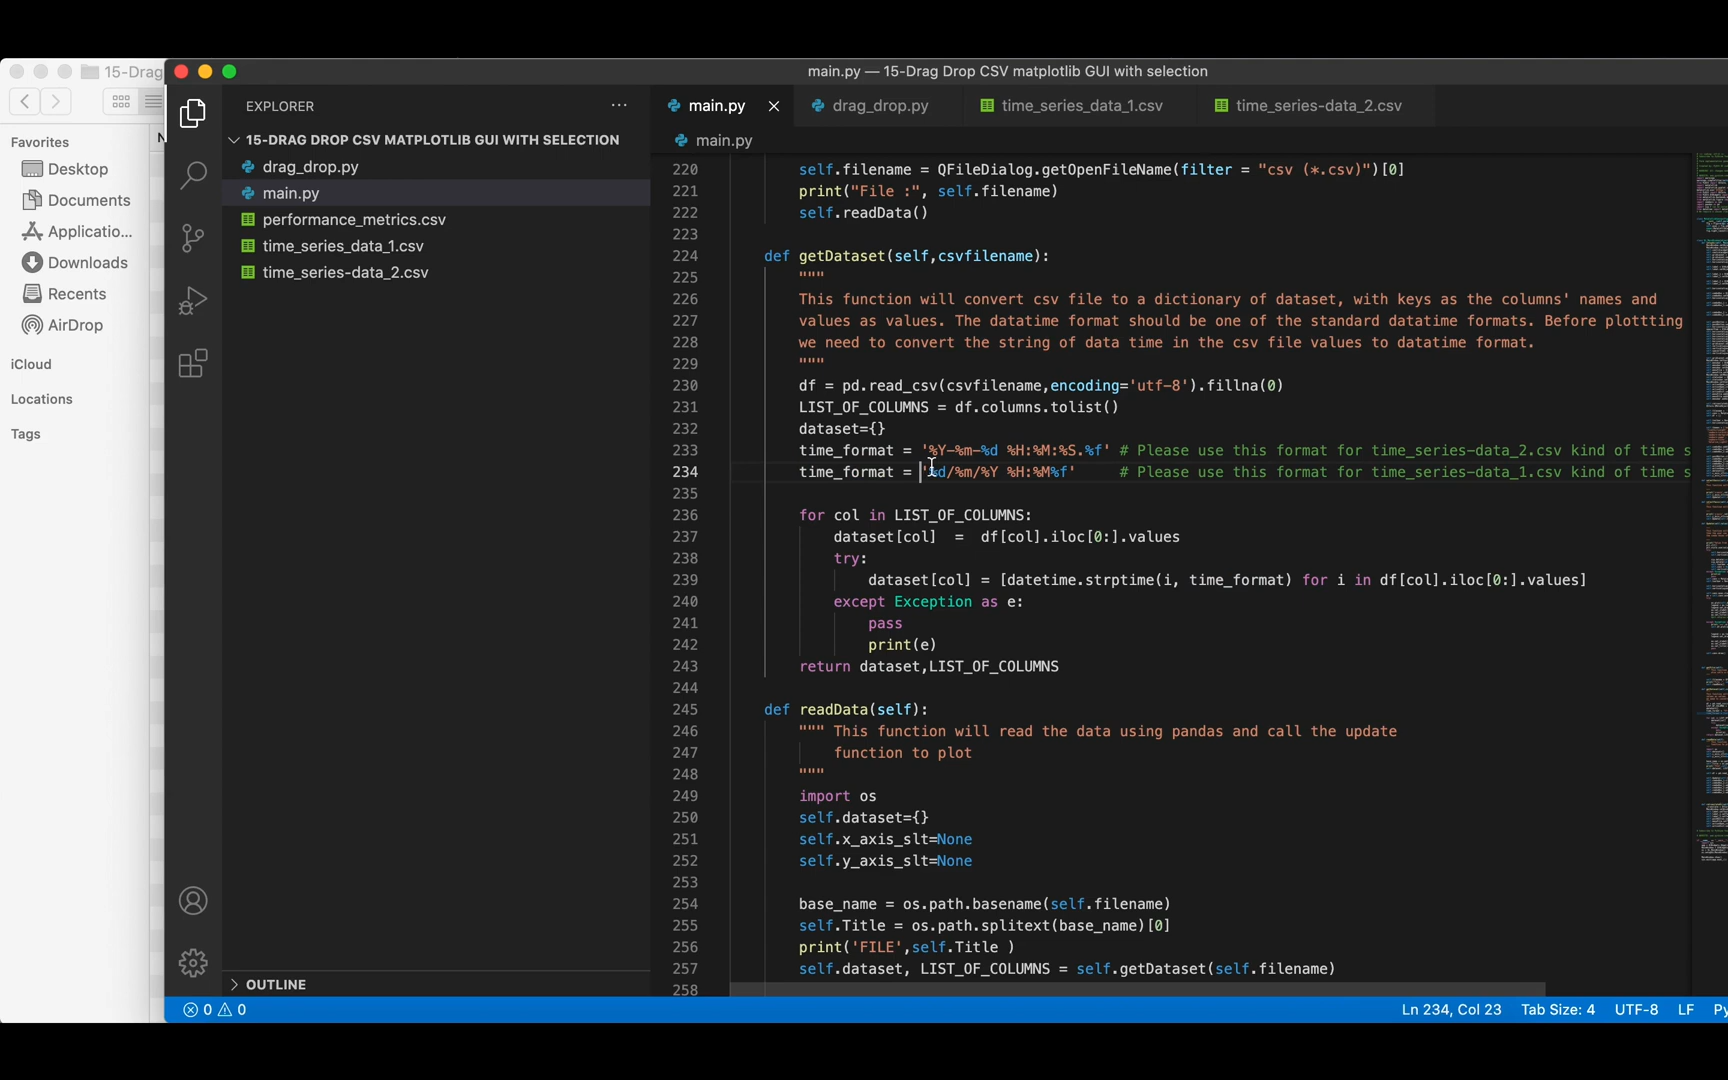 main.py — 15-Drag Drop CSV matplotlib GUI with selection
15-Drag
Favorites
Desktop
Documents
Applicatio...
Downloads
Recents
AirDrop
iCloud
Locations
Tags
EXPLORER
15-DRAG DROP CSV MATPLOTLIB GUI WITH SELECTION
drag_drop.py
main.py
performance_metrics.csv
time_series_data_1.csv
time_series-data_2.csv
OUTLINE
main.py drag_drop.py time_series_data_1.csv time_series-data_2.csv
main.py
220 self.filename = QFileDialog.getOpenFileName(filter = "csv (*.csv)")[0]
221 print("File :", self.filename)
222 self.readData()
223
224 def getDataset(self,csvfilename):
225 """
226 This function will convert csv file to a dictionary of dataset, with keys as the columns' names and
227 values as values. The datatime format should be one of the standard datatime formats. Before plottting
228 we need to convert the string of data time in the csv file values to datatime format.
229 """
230 df = pd.read_csv(csvfilename,encoding='utf-8').fillna(0)
231 LIST_OF_COLUMNS = df.columns.tolist()
232 dataset={}
233 time_format = '%Y-%m-%d %H:%M:%S.%f' # Please use this format for time_series-data_2.csv kind of time s
234 time_format = '%d/%m/%Y %H:%M%f' # Please use this format for time_series-data_1.csv kind of time s
235
236 for col in LIST_OF_COLUMNS:
237 dataset[col] = df[col].iloc[0:].values
238 try:
239 dataset[col] = [datetime.strptime(i, time_format) for i in df[col].iloc[0:].values]
240 except Exception as e:
241 pass
242 print(e)
243 return dataset,LIST_OF_COLUMNS
244
245 def readData(self):
246 """ This function will read the data using pandas and call the update
247 function to plot
248 """
249 import os
250 self.dataset={}
251 self.x_axis_slt=None
252 self.y_axis_slt=None
253
254 base_name = os.path.basename(self.filename)
255 self.Title = os.path.splitext(base_name)[0]
256 print('FILE',self.Title )
257 self.dataset, LIST_OF_COLUMNS = self.getDataset(self.filename)
258
0 0 Ln 234, Col 23 Tab Size: 4 UTF-8 LF Py